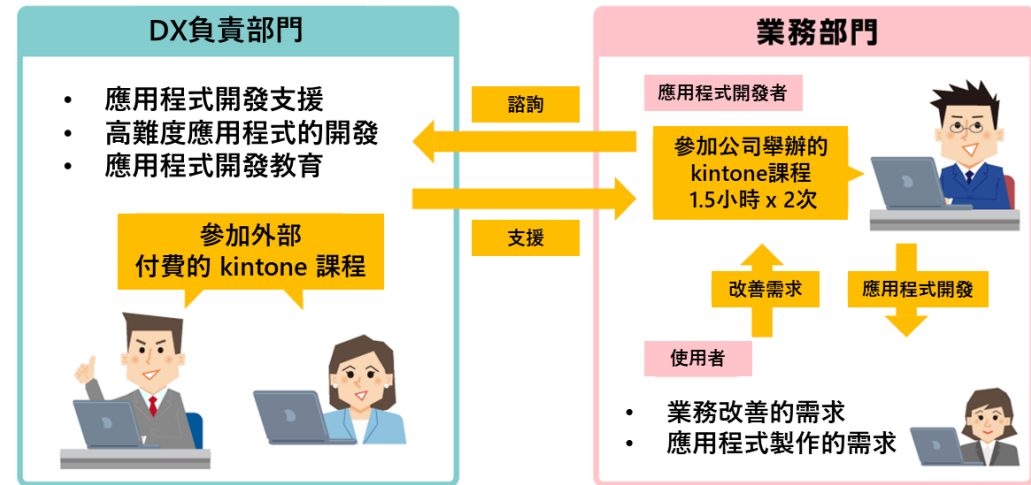 DX負責部門
• 應用程式開發支援
• 高難度應用程式的開發
• 應用程式開發教育
參加外部
付費的 kintone 課程
諮詢
支援
業務部門
應用程式開發者
參加公司舉辦的
kintone課程
1.5小時 x 2次
改善需求
應用程式開發
使用者
• 業務改善的需求
• 應用程式製作的需求